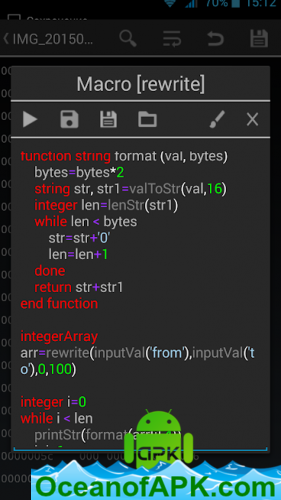 70% 15:12
IMG_20150...
Macro [rewrite]
function string format (val, bytes)
bytes=bytes*2
string str, str1=valToStr(val,16)
integer len=lenStr(str1)
while len < bytes
str=str+'0'
len=len+1
done
return str+str1
end function
integerArray
arr=rewrite(inputVal('from'),inputVal('t
o'),0,100)
integer i=0
while i < len
printStr(format(arr
apk
OceanofAPK.com